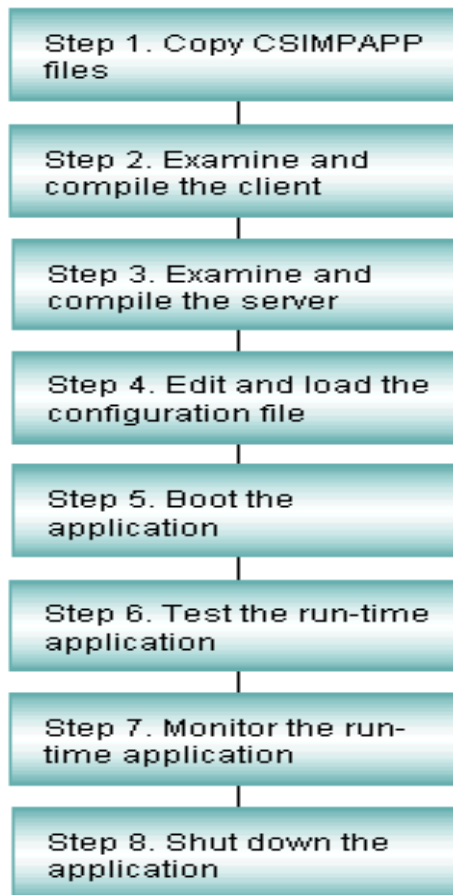 Step 1. Copy CSIMPAPP
files
Step 2. Examine and
compile the client
Step 3. Examine and
compile the server
Step 4. Edit and load the
configuration file
Step 5. Boot the
application
Step 6. Test the run-time
application
Step 7. Monitor the run-
time application
Step 8. Shut down the
application